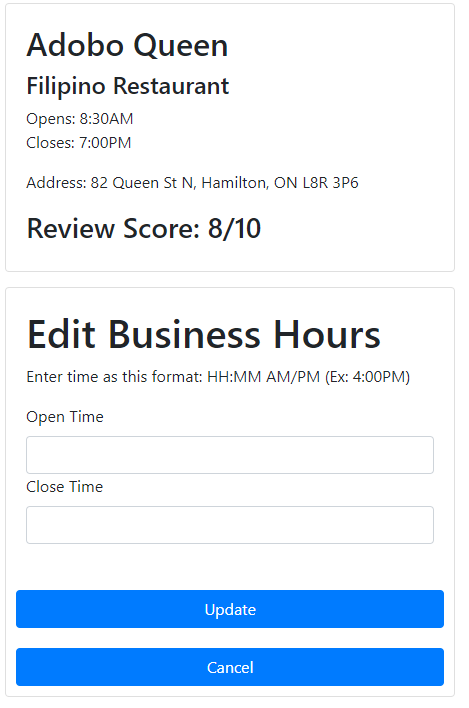 Adobo Queen
Filipino Restaurant
Opens: 8:30AM
Closes: 7:00PM
Address: 82 Queen St N, Hamilton, ON L8R 3P6
Review Score: 8/10
Edit Business Hours
Enter time as this format: HH:MM AM/PM (Ex: 4:00PM)
Open Time
Close Time
Update
Cancel